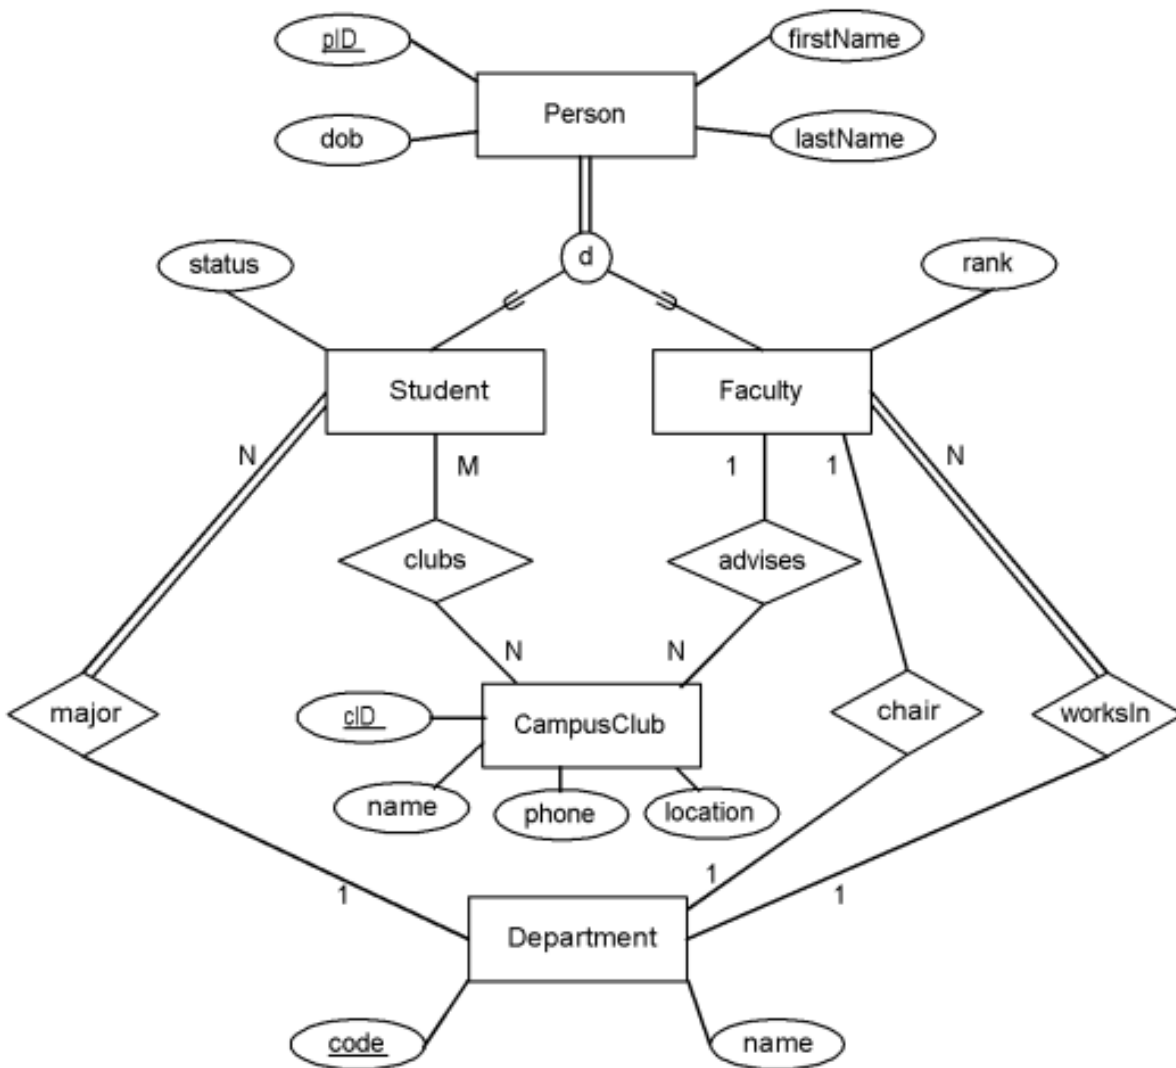 pID
firstName
Person
dob
lastName
d
status
rank
Student
Faculty
N
M
1
1
N
clubs
advises
N
N
major
cID
CampusClub
chair
worksIn
name
phone
location
1
1
1
Department
code
name